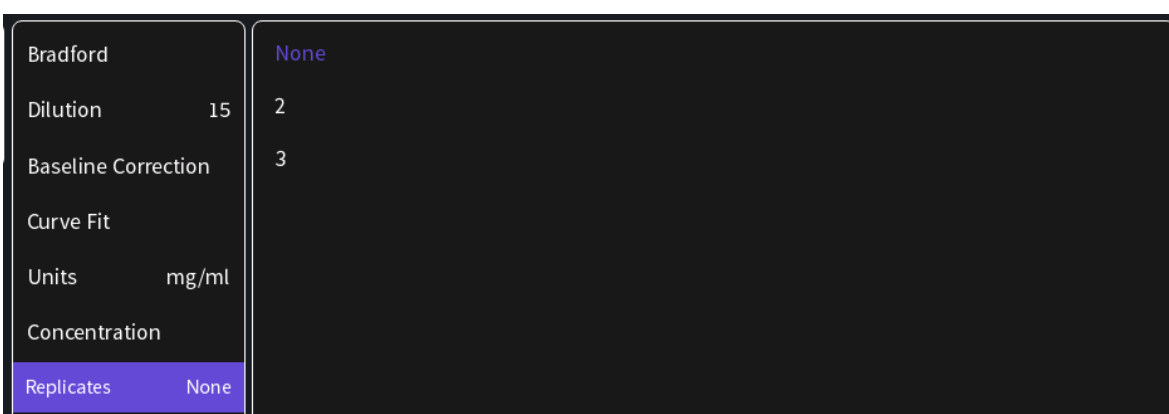 Bradford
Dilution 15
Baseline Correction
Curve Fit
Units mg/ml
Concentration
Replicates None
None
2
3